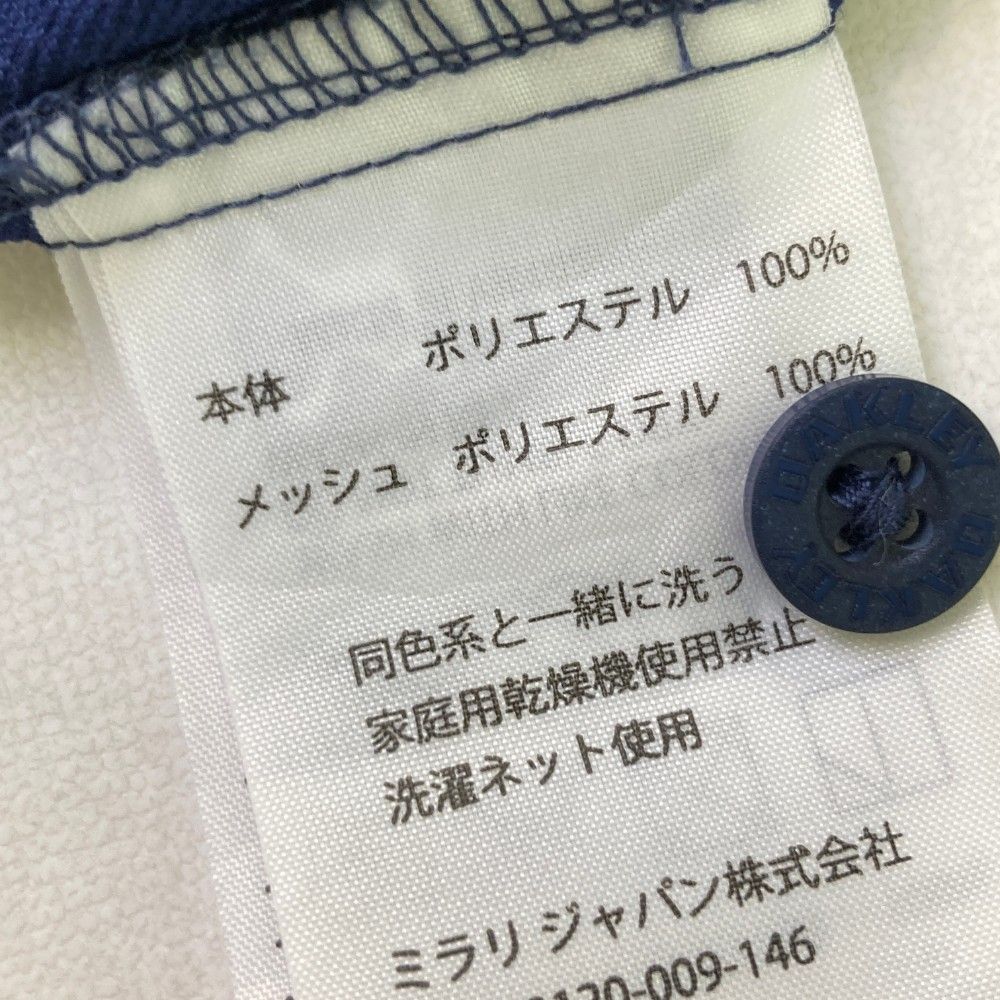 本体 ポリエステル 100%
メッシュ ポリエステル 100%
同色系と一緒に洗う
家庭用乾燥機使用禁止
洗濯ネット使用
ミラリ ジャパン株式会社
0120-009-146
OAKLEY OAKLEY